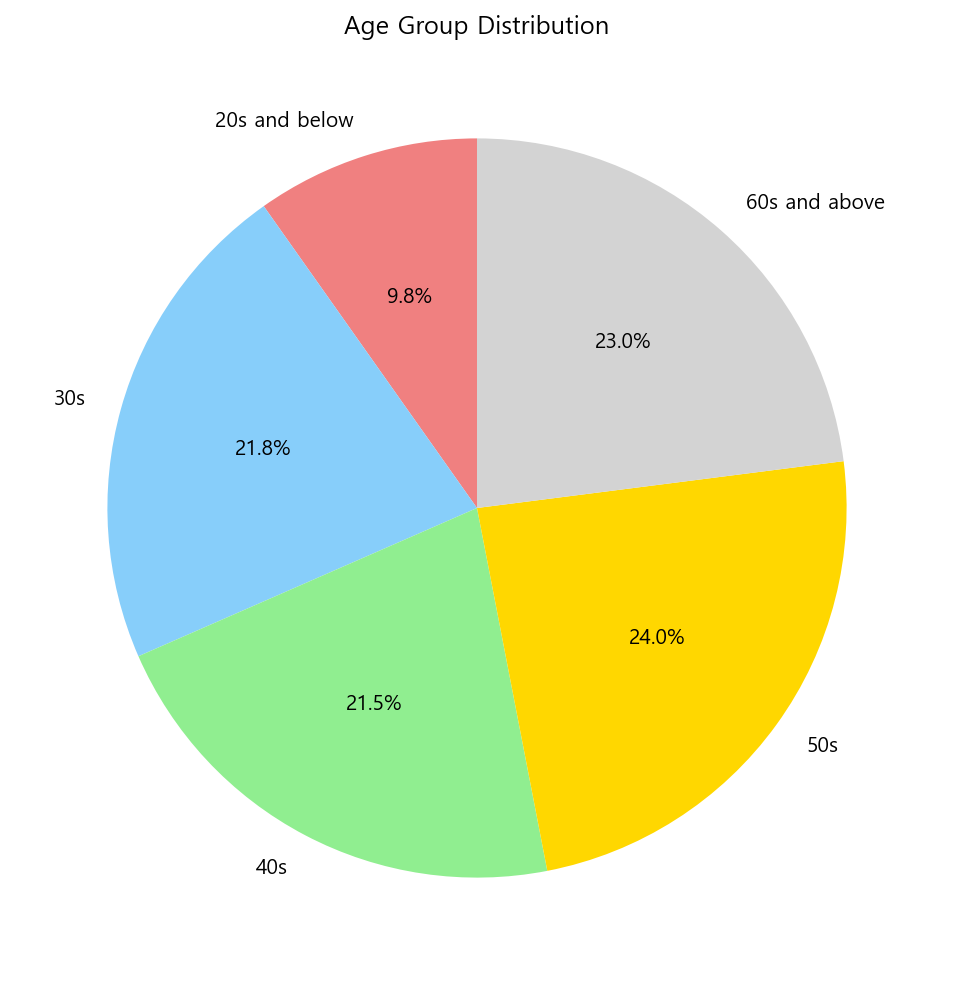 Age Group Distribution
20s and below
60s and above
9.8%
23.0%
30s
21.8%
24.0%
21.5%
50s
40s